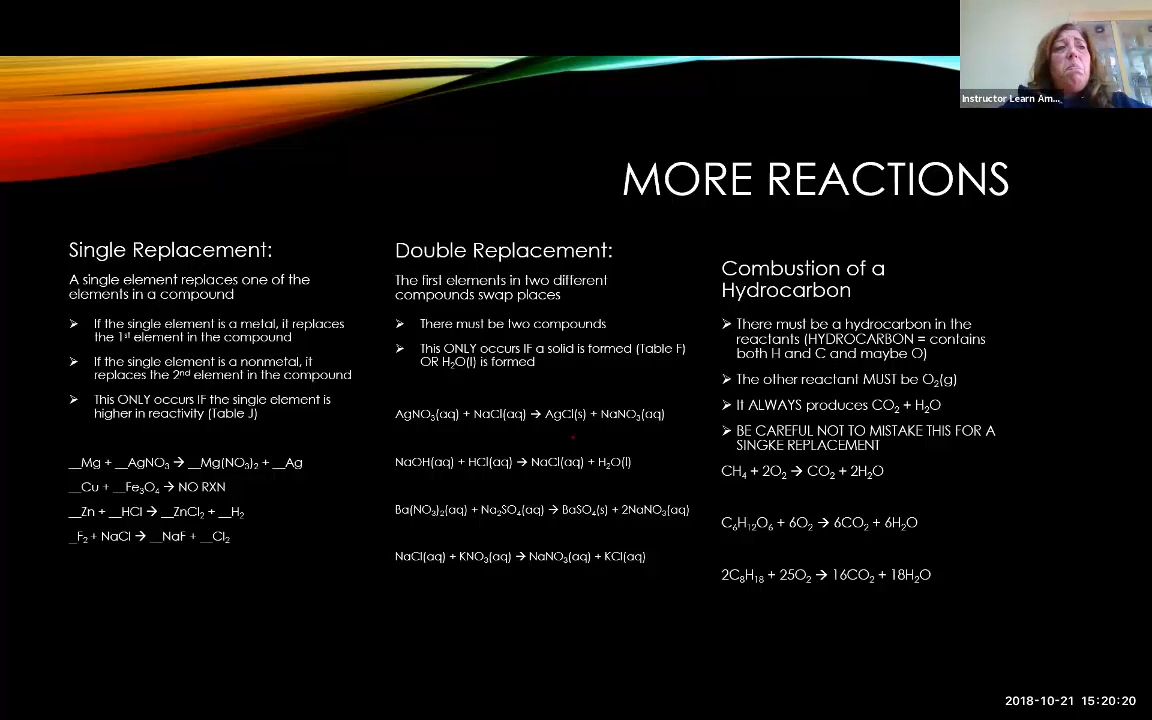 Instructor Learn Am...
MORE REACTIONS
Single Replacement:
A single element replaces one of the
elements in a compound
➢ If the single element is a metal, it replaces
the 1st element in the compound
➢ If the single element is a nonmetal, it
replaces the 2nd element in the compound
➢ This ONLY occurs IF the single element is
higher in reactivity (Table J)
__Mg + __AgNO₃ → __Mg(NO₃)₂ + __Ag
__Cu + __Fe₃O₄ → NO RXN
__Zn + __HCl → __ZnCl₂ + __H₂
_F₂ + NaCl → __NaF + __Cl₂
Double Replacement:
The first elements in two different
compounds swap places
➢ There must be two compounds
➢ This ONLY occurs IF a solid is formed (Table F)
OR H₂O(l) is formed
AgNO₃(aq) + NaCl(aq) → AgCl(s) + NaNO₃(aq)
NaOH(aq) + HCl(aq) → NaCl(aq) + H₂O(l)
Ba(NO₃)₂(aq) + Na₂SO₄(aq) → BaSO₄(s) + 2NaNO₃(aq)
NaCl(aq) + KNO₃(aq) → NaNO₃(aq) + KCl(aq)
Combustion of a
Hydrocarbon
➢ There must be a hydrocarbon in the
reactants (HYDROCARBON = contains
both H and C and maybe O)
➢ The other reactant MUST be O₂(g)
➢ It ALWAYS produces CO₂ + H₂O
➢ BE CAREFUL NOT TO MISTAKE THIS FOR A
SINGKE REPLACEMENT
CH₄ + 2O₂ → CO₂ + 2H₂O
C₆H₁₂O₆ + 6O₂ → 6CO₂ + 6H₂O
2C₈H₁₈ + 25O₂ → 16CO₂ + 18H₂O
2018-10-21 15:20:20